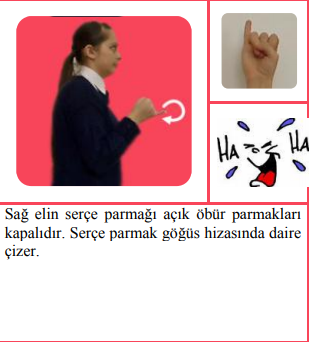 HA HA
Sağ elin serçe parmağı açık öbür parmakları
kapalıdır. Serçe parmak göğüs hizasında daire
çizer.